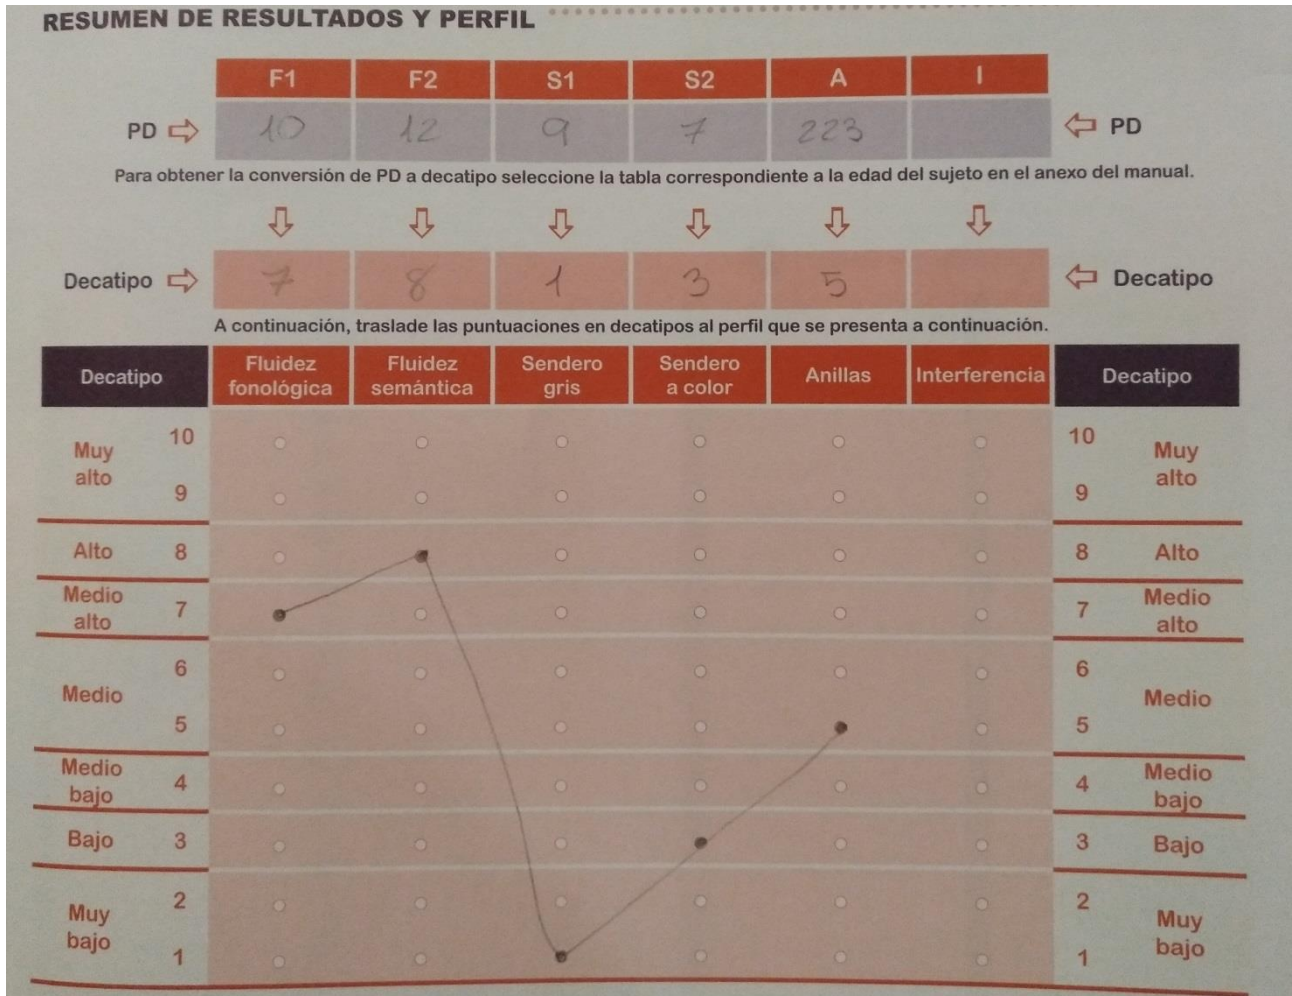 RESUMEN DE RESULTADOS Y PERFIL
F1 F2 S1 S2 A I
PD 10 12 9 7 223 PD
Para obtener la conversión de PD a decatipo seleccione la tabla correspondiente a la edad del sujeto en el anexo del manual.
Decatipo 7 8 1 3 5 Decatipo
A continuación, traslade las puntuaciones en decatipos al perfil que se presenta a continuación.
Decatipo Fluidez fonológica Fluidez semántica Sendero gris Sendero a color Anillas Interferencia Decatipo
Muy alto 10 10 Muy alto
9 9
Alto 8 8 Alto
Medio alto 7 7 Medio alto
6 6
Medio Medio
5 5
Medio bajo 4 4 Medio bajo
Bajo 3 3 Bajo
2 2
Muy bajo Muy bajo
1 1